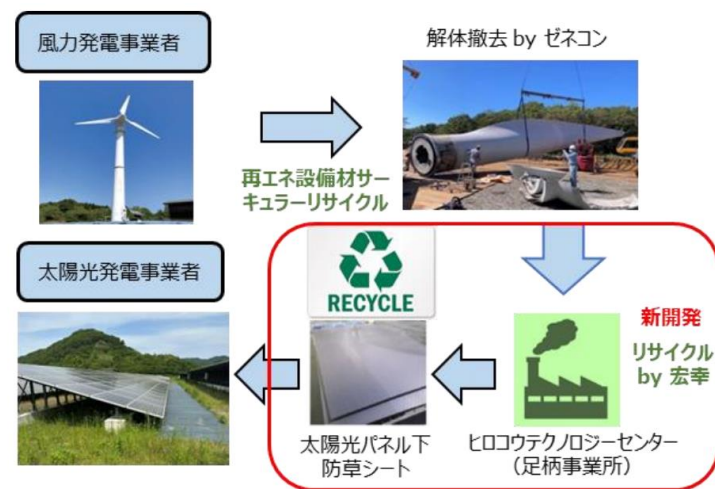 風力発電事業者
解体撤去 by ゼネコン
再エネ設備材サー
キュラーリサイクル
太陽光発電事業者
RECYCLE
新開発
リサイクル
by 宏幸
太陽光パネル下
防草シート
ヒロコウテクノロジーセンター
（足柄事業所）